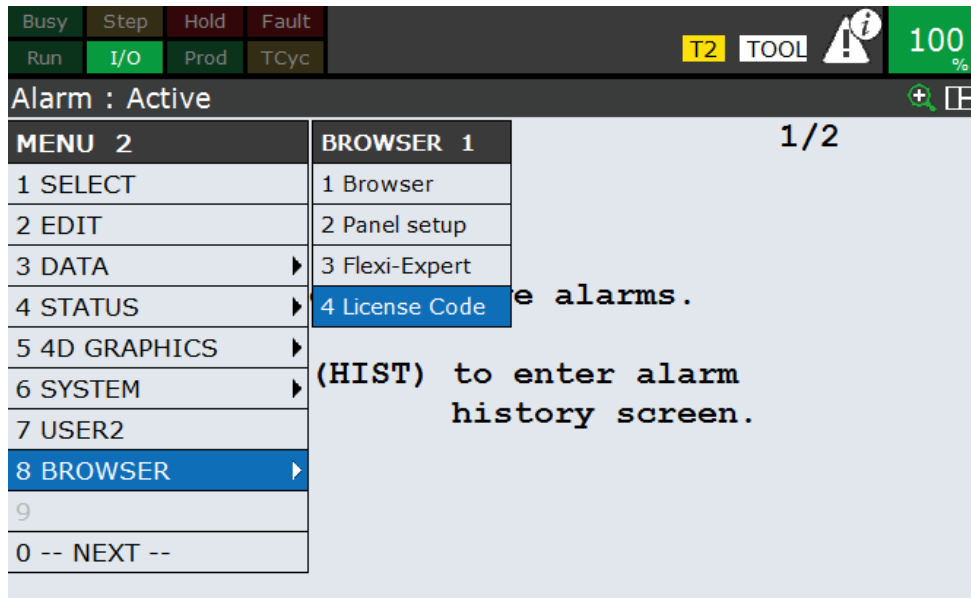 Busy Step Hold Fault
Run I/O Prod TCyc
T2 TOOL i 100 %
Alarm : Active
MENU 2
1 SELECT
2 EDIT
3 DATA
4 STATUS
5 4D GRAPHICS
6 SYSTEM
7 USER2
8 BROWSER
9
0 -- NEXT --
BROWSER 1
1 Browser
2 Panel setup
3 Flexi-Expert
4 License Code
1/2
e alarms.
(HIST) to enter alarm
history screen.